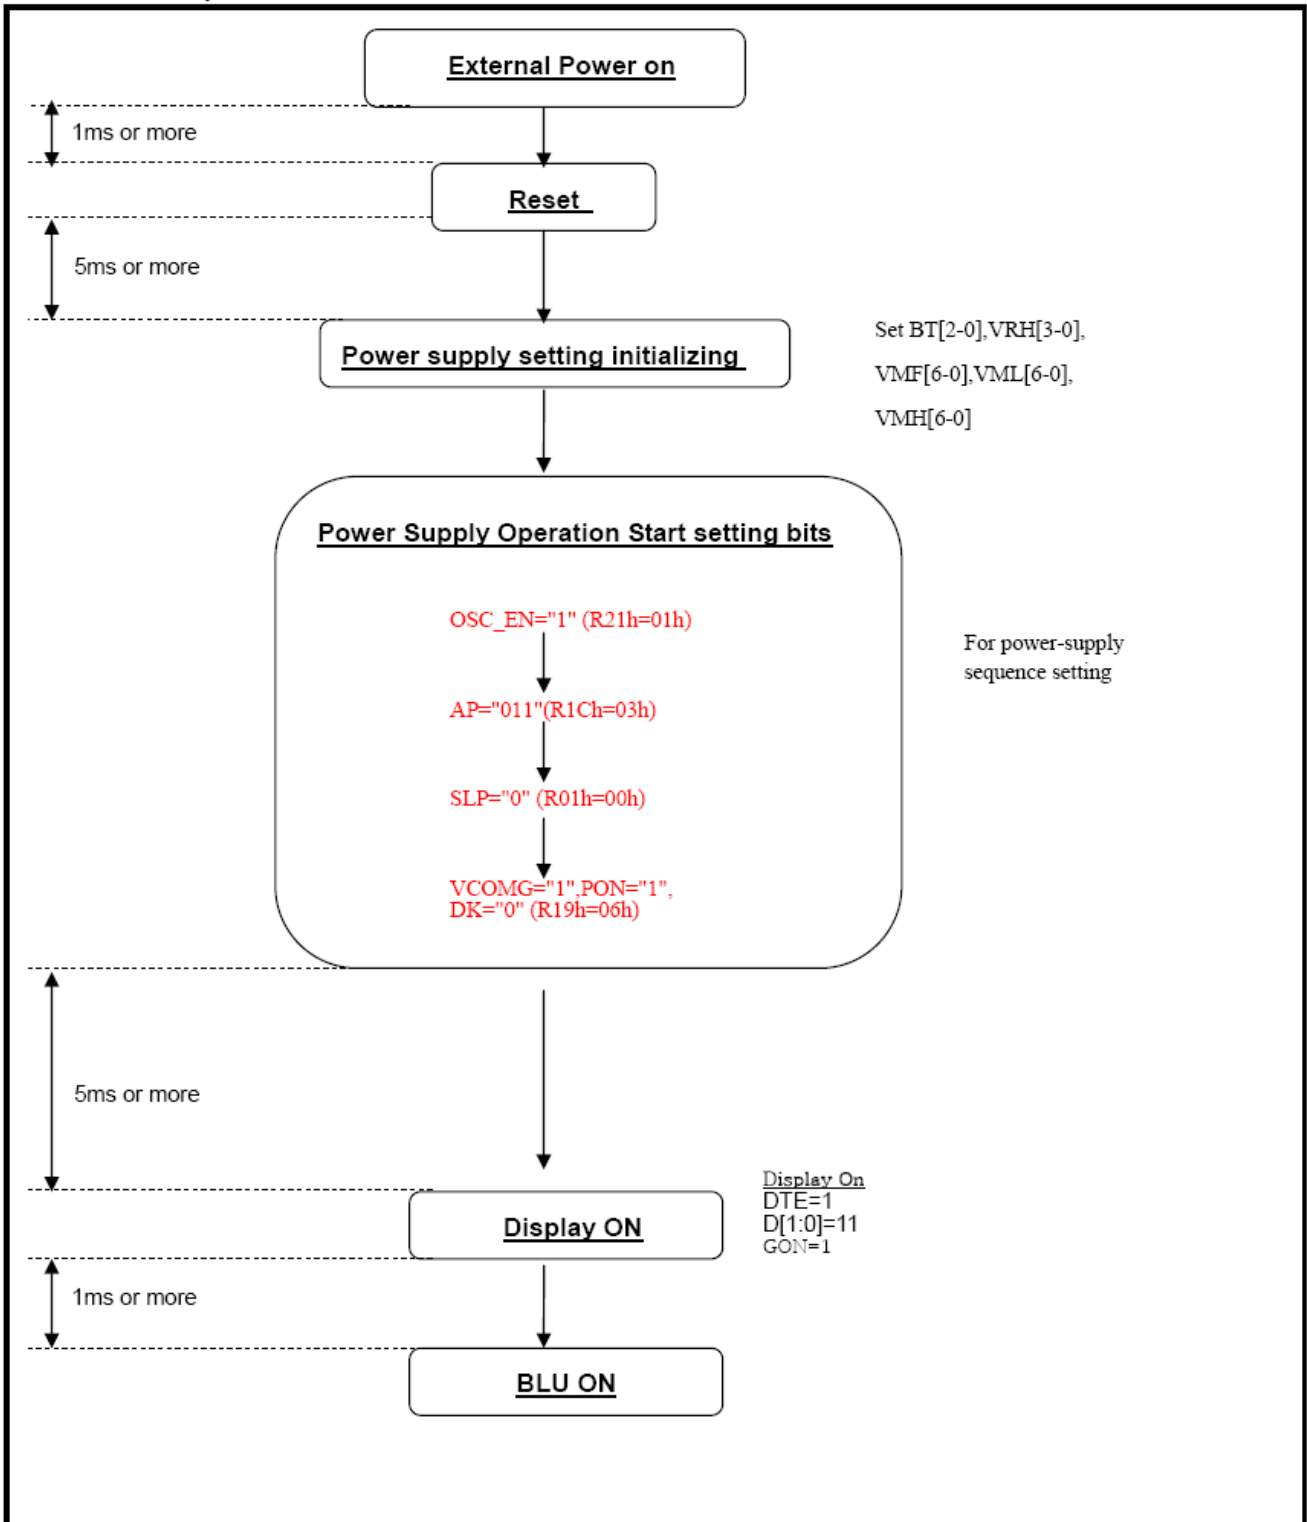 External Power on
1ms or more
Reset
5ms or more
Power supply setting initializing
Set BT[2-0],VRH[3-0],
VMF[6-0],VML[6-0],
VMH[6-0]
Power Supply Operation Start setting bits
OSC_EN="1" (R21h=01h)
AP="011"(R1Ch=03h)
SLP="0" (R01h=00h)
VCOMG="1",PON="1",
DK="0" (R19h=06h)
For power-supply
sequence setting
5ms or more
Display ON
Display On
DTE=1
D[1:0]=11
GON=1
1ms or more
BLU ON